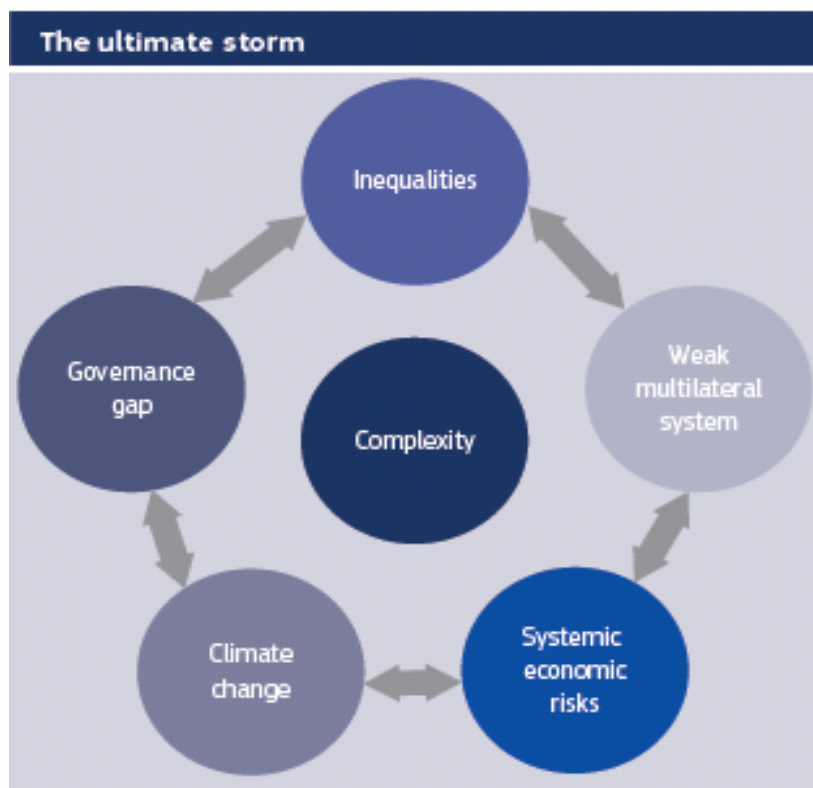 The ultimate storm
Inequalities
Governance
gap
Weak
multilateral
system
Complexity
Climate
change
Systemic
economic
risks